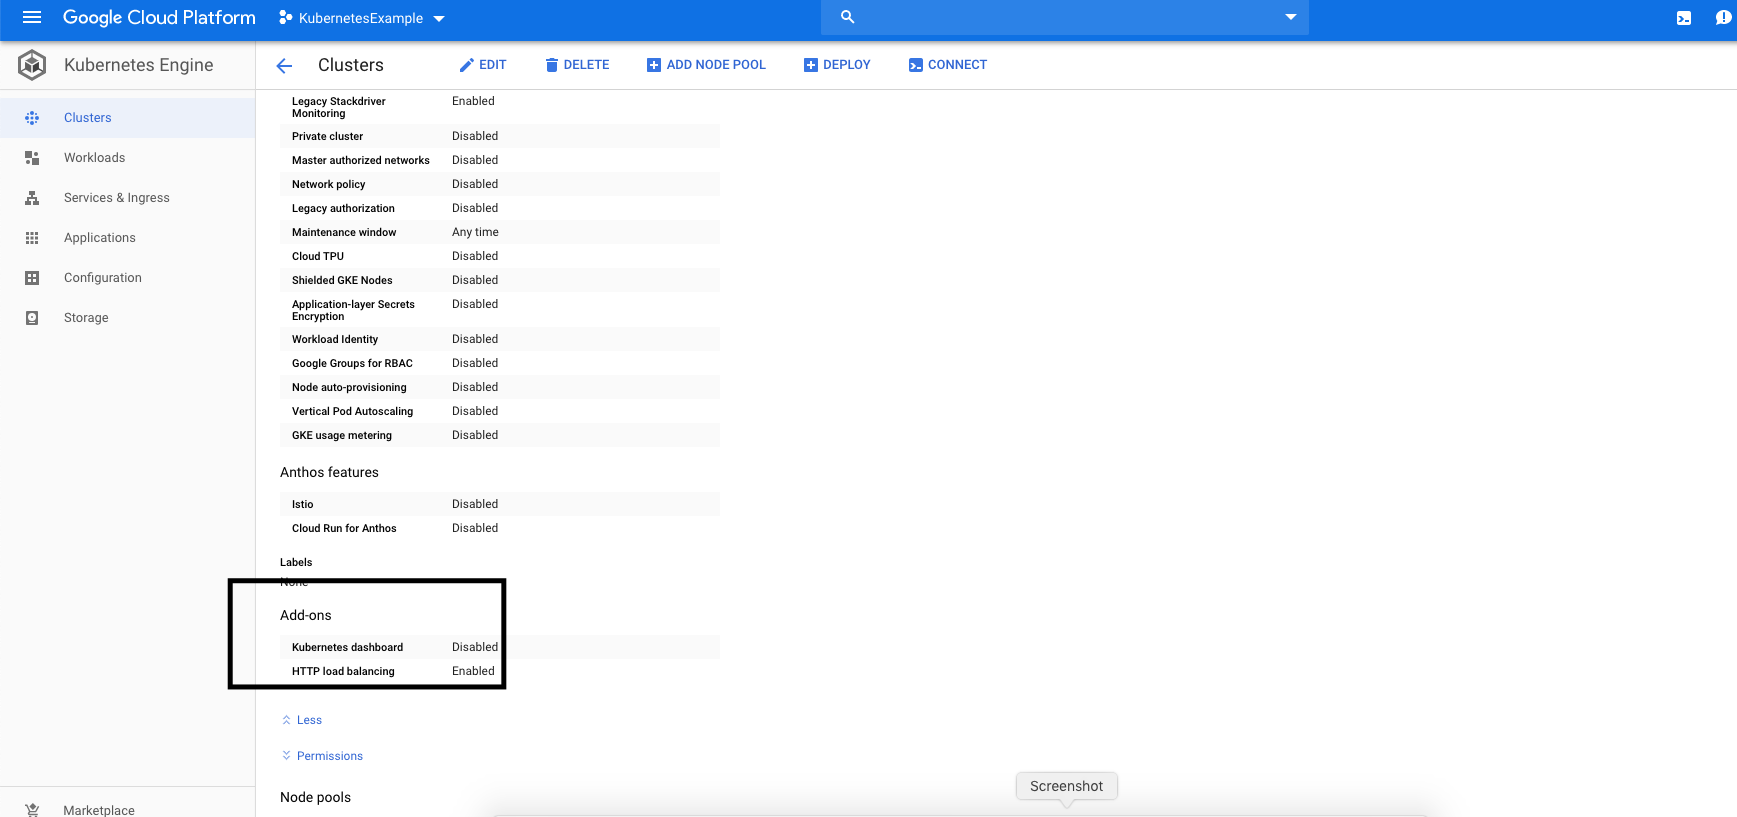 Google Cloud Platform KubernetesExample
Kubernetes Engine
Clusters EDIT DELETE ADD NODE POOL DEPLOY CONNECT
Clusters
Workloads
Services & Ingress
Applications
Configuration
Storage
Marketplace
Legacy Stackdriver Enabled
Monitoring
Private cluster Disabled
Master authorized networks Disabled
Network policy Disabled
Legacy authorization Disabled
Maintenance window Any time
Cloud TPU Disabled
Shielded GKE Nodes Disabled
Application-layer Secrets Disabled
Encryption
Workload Identity Disabled
Google Groups for RBAC Disabled
Node auto-provisioning Disabled
Vertical Pod Autoscaling Disabled
GKE usage metering Disabled
Anthos features
Istio Disabled
Cloud Run for Anthos Disabled
Labels
None
Add-ons
Kubernetes dashboard Disabled
HTTP load balancing Enabled
Less
Permissions
Node pools
Screenshot